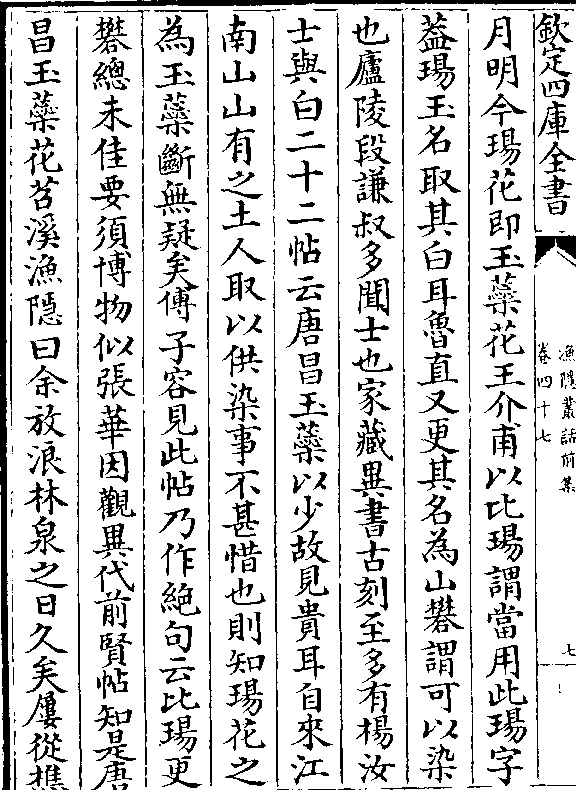 欽定四庫全書
漁隱叢話前集
卷四十七
七
月明今瑒花即玉蘂花王介甫以比瑒謂當用此瑒字
葢瑒玉名取其白耳魯直又更其名為山礬謂可以染
也廬陵段謙叔多聞士也家藏異書古刻至多有楊汝
士與白二十二帖云唐昌玉蘂以少故見貴耳自來江
南山山有之土人取以供染事不甚惜也則知瑒花之
為玉蘂斷無疑矣傅子容見此帖乃作絶句云比瑒更
礬總未佳要須博物似張華因觀異代前賢帖知是唐
昌玉蘂花苕溪漁隱曰余放浪林泉之日久矣屢從樵